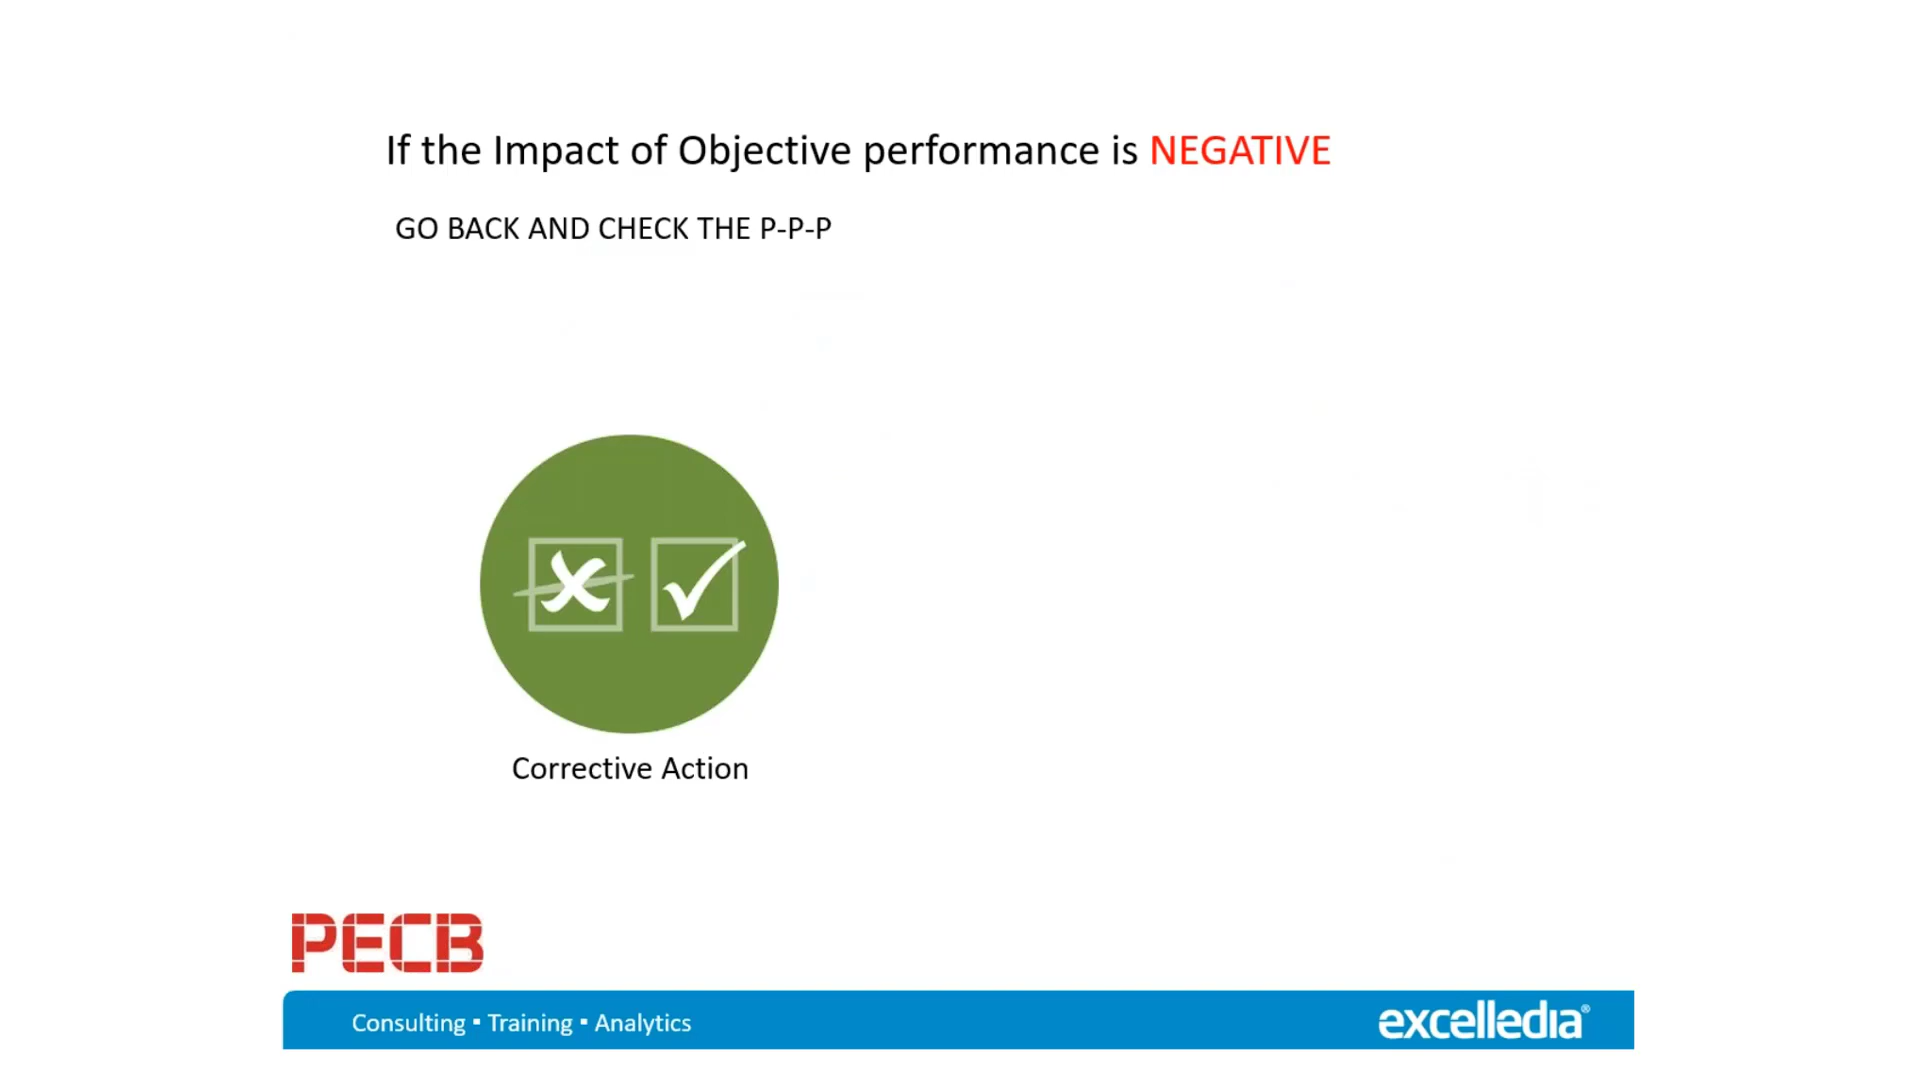 If the Impact of Objective performance is NEGATIVE
GO BACK AND CHECK THE P-P-P
Corrective Action
PECB
Consulting ▪ Training ▪ Analytics
excelledia®